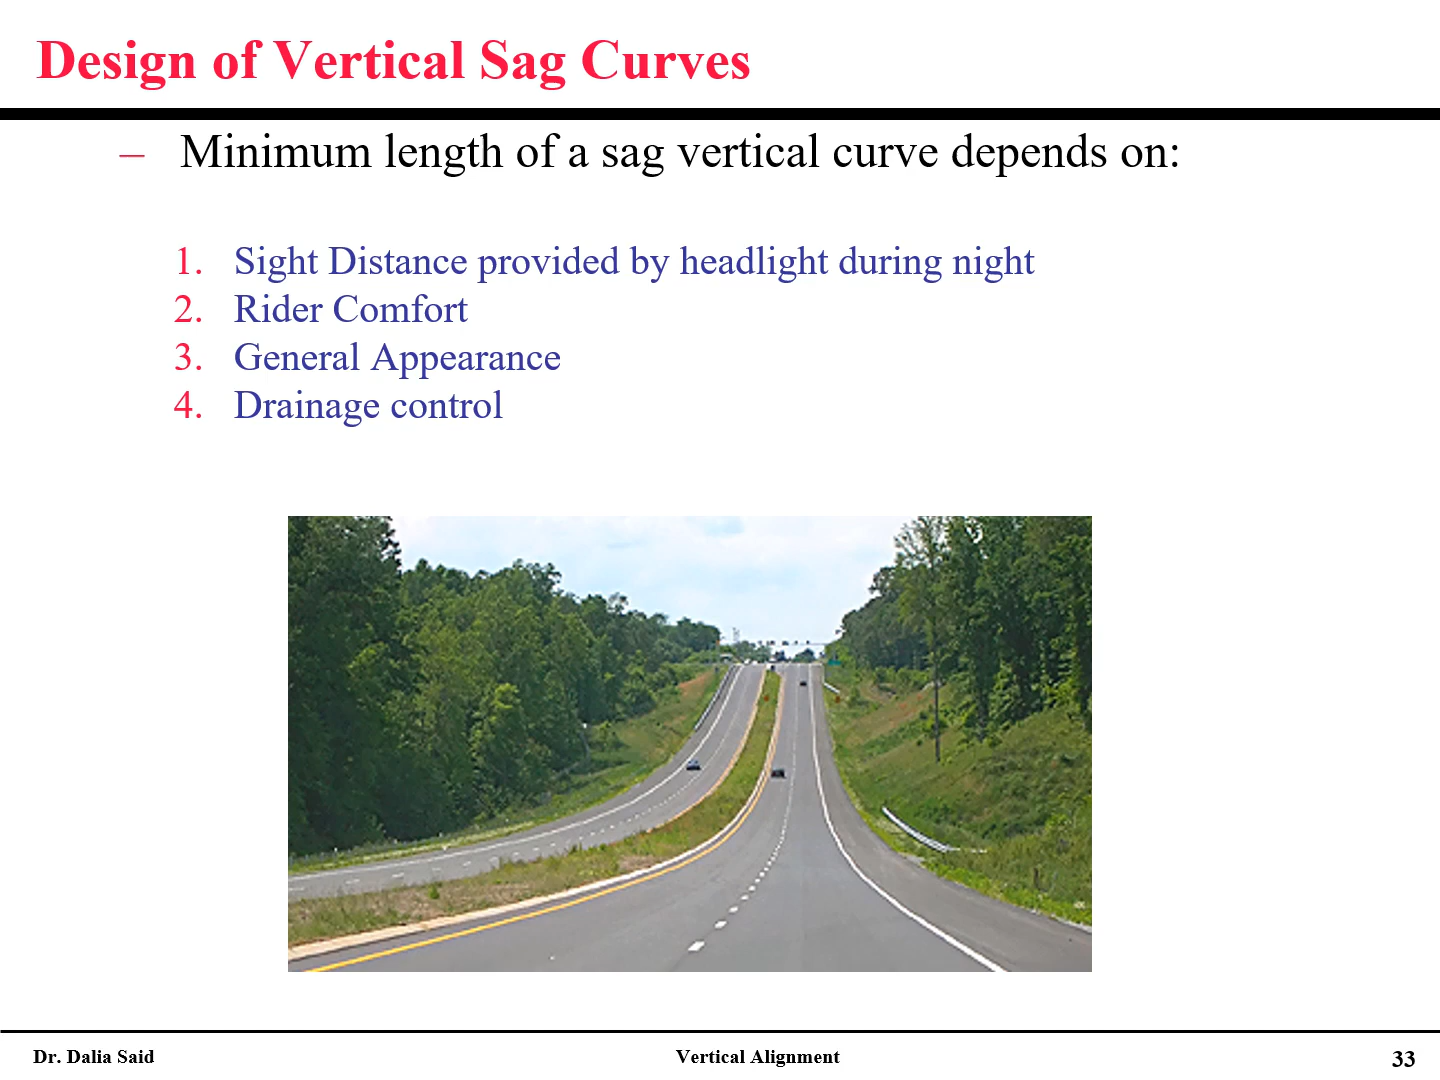 Design of Vertical Sag Curves
– Minimum length of a sag vertical curve depends on:
1. Sight Distance provided by headlight during night
2. Rider Comfort
3. General Appearance
4. Drainage control
Dr. Dalia Said
Vertical Alignment
33